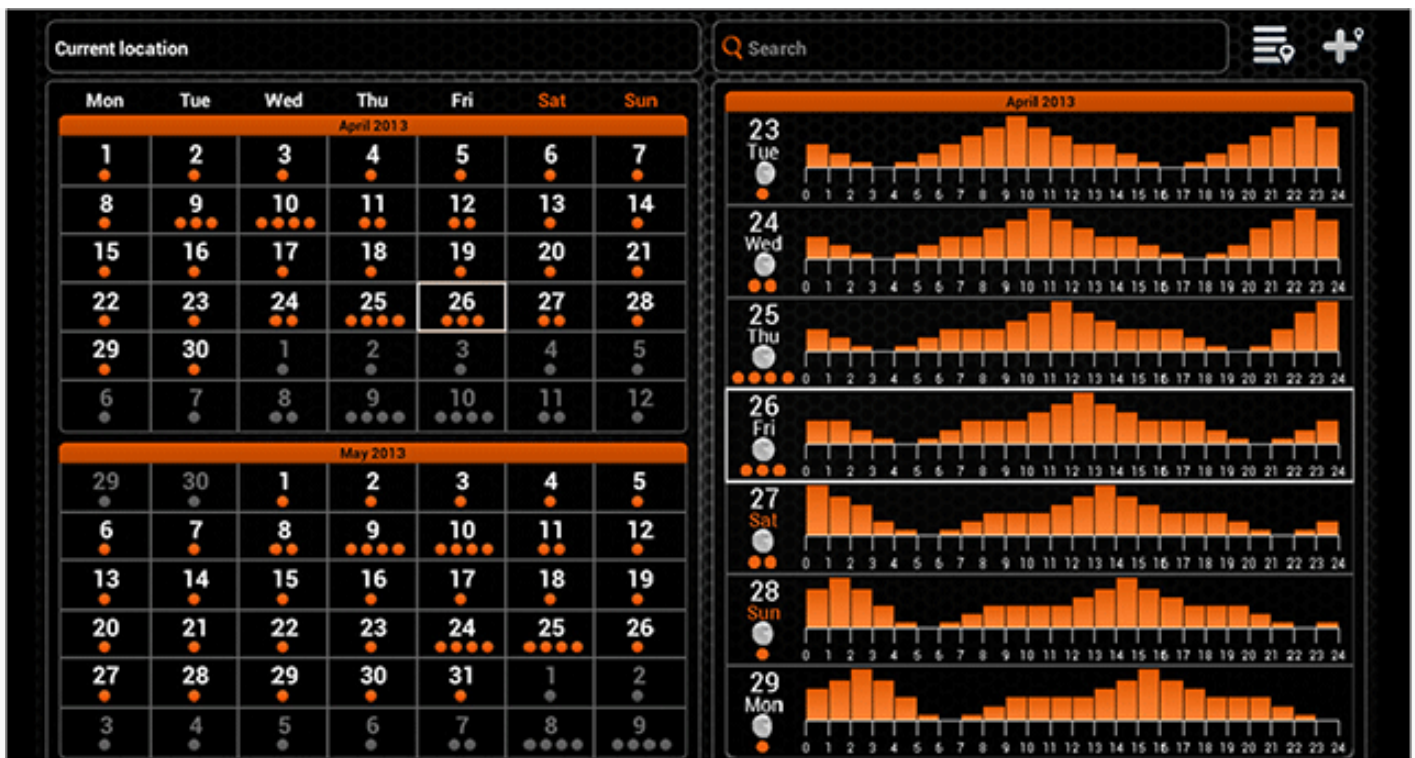 Current location
Search
Mon Tue Wed Thu Fri Sat Sun
April 2013
1 2 3 4 5 6 7
8 9 10 11 12 13 14
15 16 17 18 19 20 21
22 23 24 25 26 27 28
29 30 1 2 3 4 5
6 7 8 9 10 11 12
May 2013
29 30 1 2 3 4 5
6 7 8 9 10 11 12
13 14 15 16 17 18 19
20 21 22 23 24 25 26
27 28 29 30 31 1 2
3 4 5 6 7 8 9
April 2013
23
Tue
0 1 2 3 4 5 6 7 8 9 10 11 12 13 14 15 16 17 18 19 20 21 22 23 24
24
Wed
0 1 2 3 4 5 6 7 8 9 10 11 12 13 14 15 16 17 18 19 20 21 22 23 24
25
Thu
0 1 2 3 4 5 6 7 8 9 10 11 12 13 14 15 16 17 18 19 20 21 22 23 24
26
Fri
0 1 2 3 4 5 6 7 8 9 10 11 12 13 14 15 16 17 18 19 20 21 22 23 24
27
Sat
0 1 2 3 4 5 6 7 8 9 10 11 12 13 14 15 16 17 18 19 20 21 22 23 24
28
Sun
0 1 2 3 4 5 6 7 8 9 10 11 12 13 14 15 16 17 18 19 20 21 22 23 24
29
Mon
0 1 2 3 4 5 6 7 8 9 10 11 12 13 14 15 16 17 18 19 20 21 22 23 24